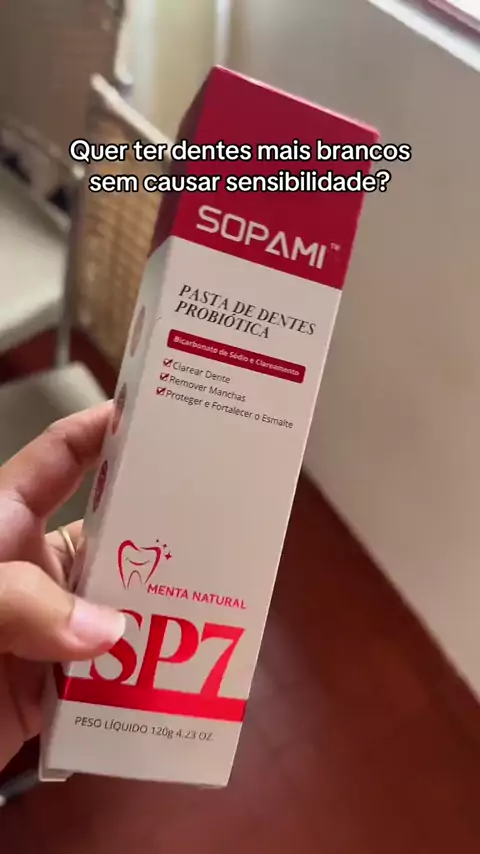 Quer ter dentes mais brancos
sem causar sensibilidade?
SOPAMI™
PASTA DE DENTES
PROBIÓTICA
Bicarbonato de Sódio e Clareamento
Clarear Dente
Remover Manchas
Proteger e Fortalecer o Esmalte
MENTA NATURAL
SP7
PESO LÍQUIDO 120g 4.23 OZ.